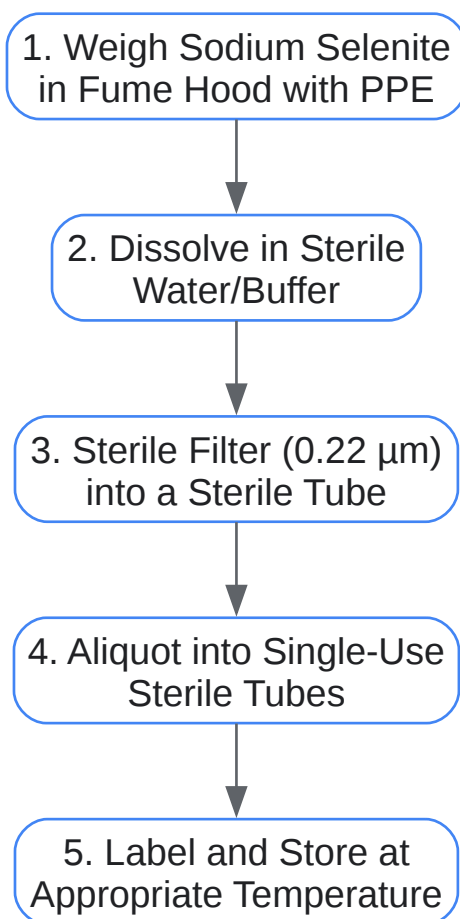 1. Weigh Sodium Selenite
in Fume Hood with PPE
2. Dissolve in Sterile
Water/Buffer
3. Sterile Filter (0.22 µm)
into a Sterile Tube
4. Aliquot into Single-Use
Sterile Tubes
5. Label and Store at
Appropriate Temperature